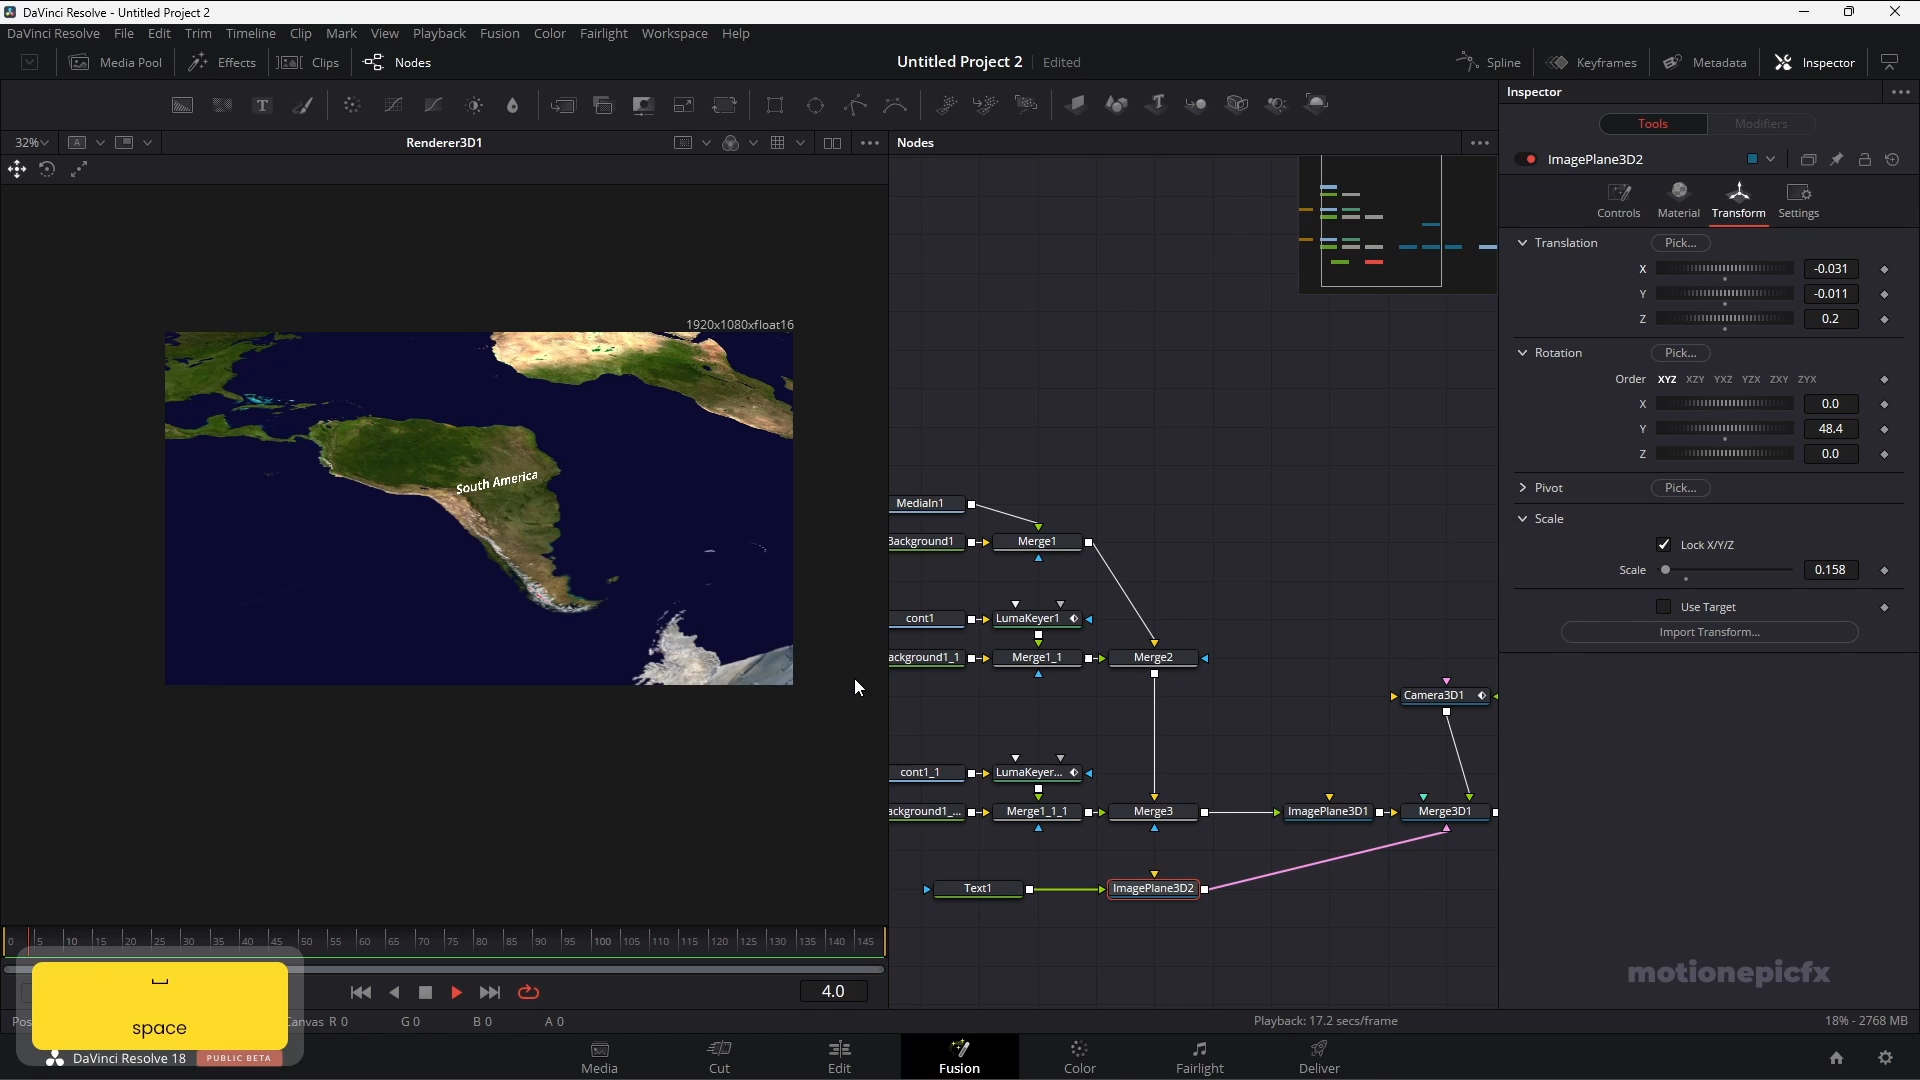 DaVinci Resolve - Untitled Project 2
DaVinci Resolve File Edit Trim Timeline Clip Mark View Playback Fusion Color Fairlight Workspace Help
Media Pool Effects Clips Nodes Untitled Project 2 Edited Spline Keyframes Metadata Inspector
Inspector
32% A Renderer3D1 Nodes
Tools Modifiers
ImagePlane3D2
Controls Material Transform Settings
Translation Pick...
X -0.031
Y -0.011
Z 0.2
Rotation Pick...
Order XYZ XZY YXZ YZX ZXY ZYX
X 0.0
Y 48.4
Z 0.0
Pivot Pick...
Scale
Lock X/Y/Z
Scale 0.158
Use Target
Import Transform...
1920x1080xfloat16
South America
MediaIn1
Background1 Merge1
cont1 LumaKeyer1
ackground1_1 Merge1_1 Merge2
Camera3D1
cont1_1 LumaKeyer...
ackground1_... Merge1_1_1 Merge3 ImagePlane3D1 Merge3D1
Text1 ImagePlane3D2
0 5 10 15 20 25 30 35 40 45 50 55 60 65 70 75 80 85 90 95 100 105 110 115 120 125 130 135 140 145
4.0
space
Pos Canvas R 0 G 0 B 0 A 0
Playback: 17.2 secs/frame 18% - 2768 MB
motionepicfx
DaVinci Resolve 18 PUBLIC BETA
Media Cut Edit Fusion Color Fairlight Deliver